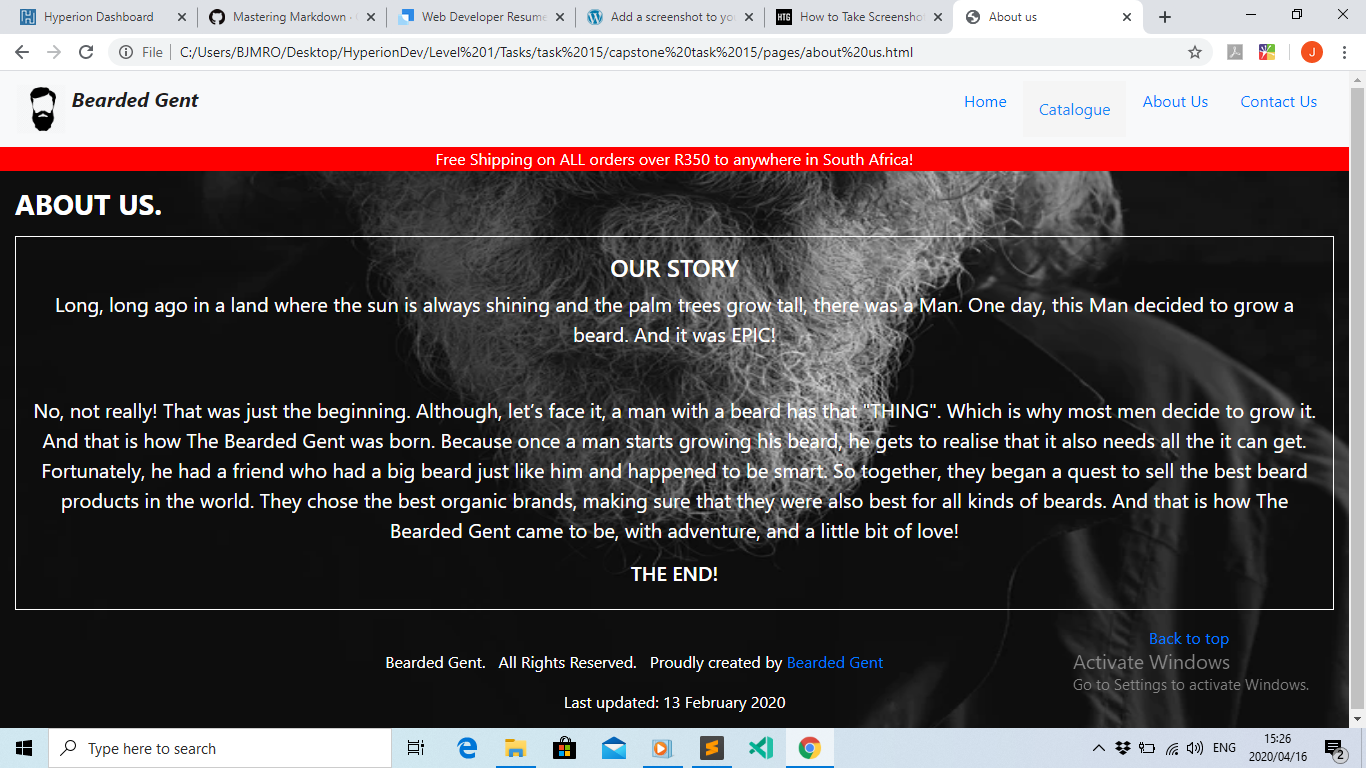 Hyperion Dashboard
Mastering Markdown ·
Web Developer Resume
Add a screenshot to yo
HTG
How to Take Screenshot
About us
File
C:/Users/BJMRO/Desktop/HyperionDev/Level%201/Tasks/task%2015/capstone%20task%2015/pages/about%20us.html
J
Bearded Gent
Home
Catalogue
About Us
Contact Us
Free Shipping on ALL orders over R350 to anywhere in South Africa!
ABOUT US.
OUR STORY
Long, long ago in a land where the sun is always shining and the palm trees grow tall, there was a Man. One day, this Man decided to grow a
beard. And it was EPIC!
No, not really! That was just the beginning. Although, let’s face it, a man with a beard has that "THING". Which is why most men decide to grow it.
And that is how The Bearded Gent was born. Because once a man starts growing his beard, he gets to realise that it also needs all the it can get.
Fortunately, he had a friend who had a big beard just like him and happened to be smart. So together, they began a quest to sell the best beard
products in the world. They chose the best organic brands, making sure that they were also best for all kinds of beards. And that is how The
Bearded Gent came to be, with adventure, and a little bit of love!
THE END!
Back to top
Bearded Gent. All Rights Reserved. Proudly created by Bearded Gent
Activate Windows
Go to Settings to activate Windows.
Last updated: 13 February 2020
Type here to search
ENG
15:26
2020/04/16
2